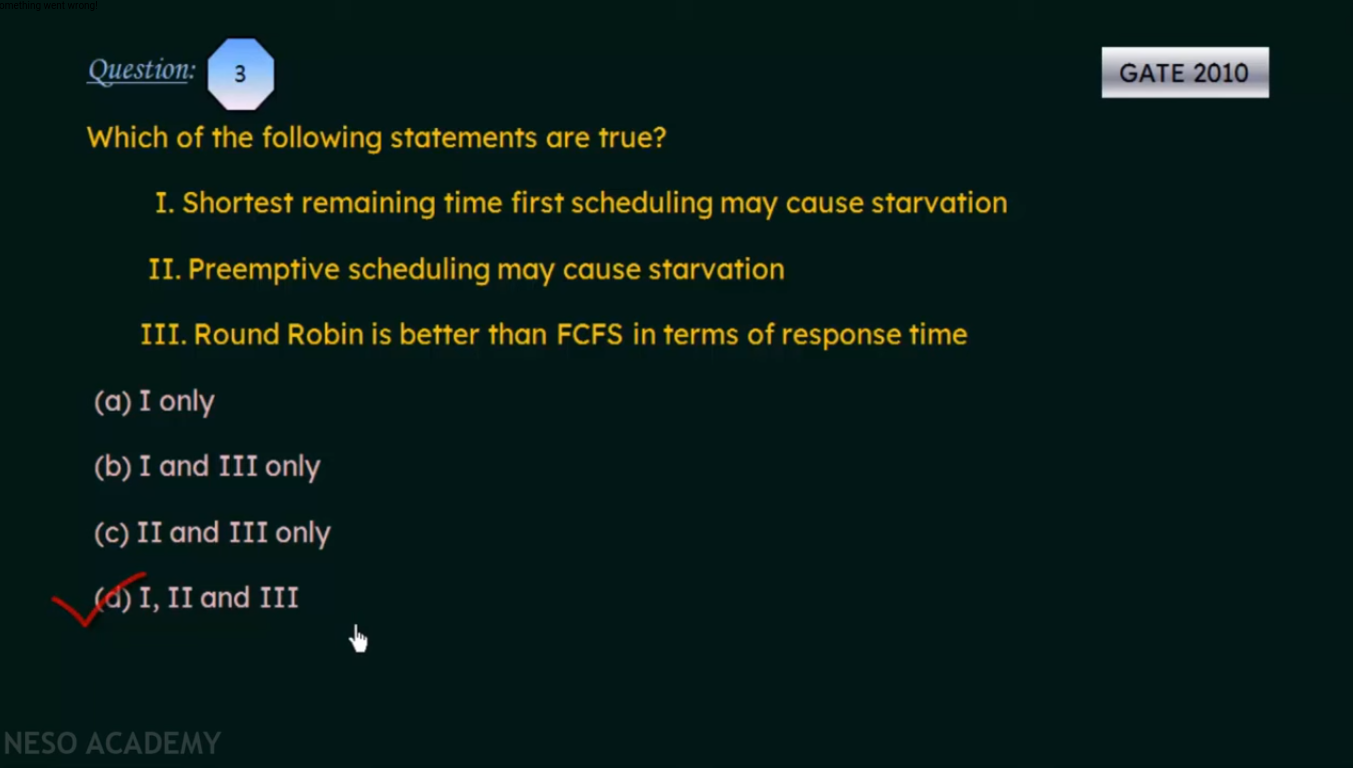 omething went wrong!
Question: 3
GATE 2010
Which of the following statements are true?
I. Shortest remaining time first scheduling may cause starvation
II. Preemptive scheduling may cause starvation
III. Round Robin is better than FCFS in terms of response time
(a) I only
(b) I and III only
(c) II and III only
(d) I, II and III
NESO ACADEMY